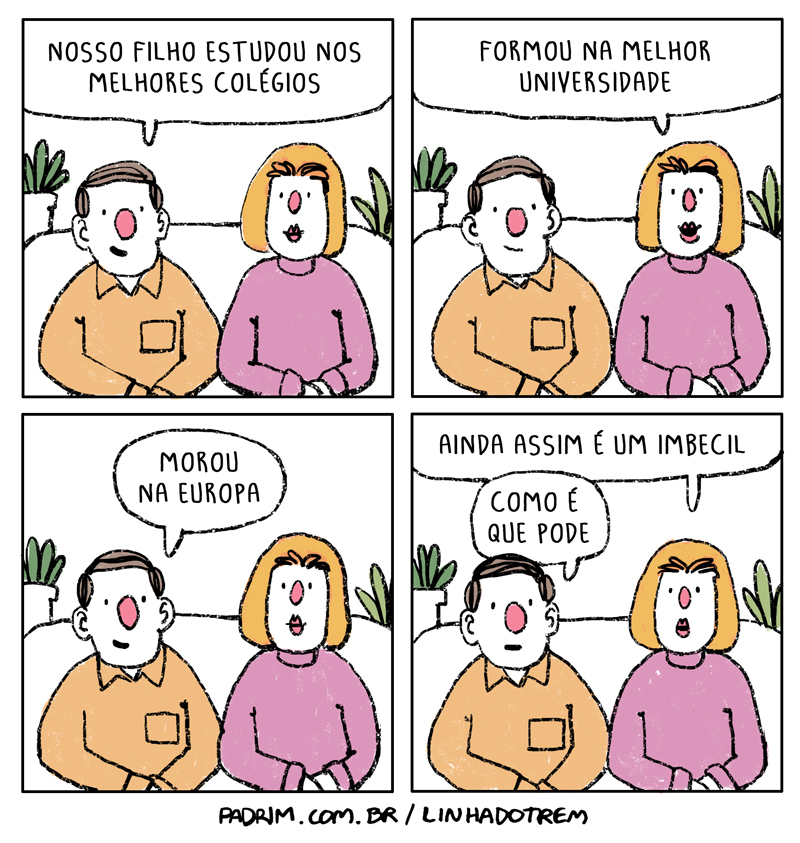 NOSSO FILHO ESTUDOU NOS
MELHORES COLÉGIOS
FORMOU NA MELHOR
UNIVERSIDADE
MOROU
NA EUROPA
AINDA ASSIM É UM IMBECIL
COMO É
QUE PODE
PADRIM.COM.BR / LINHADOTREM